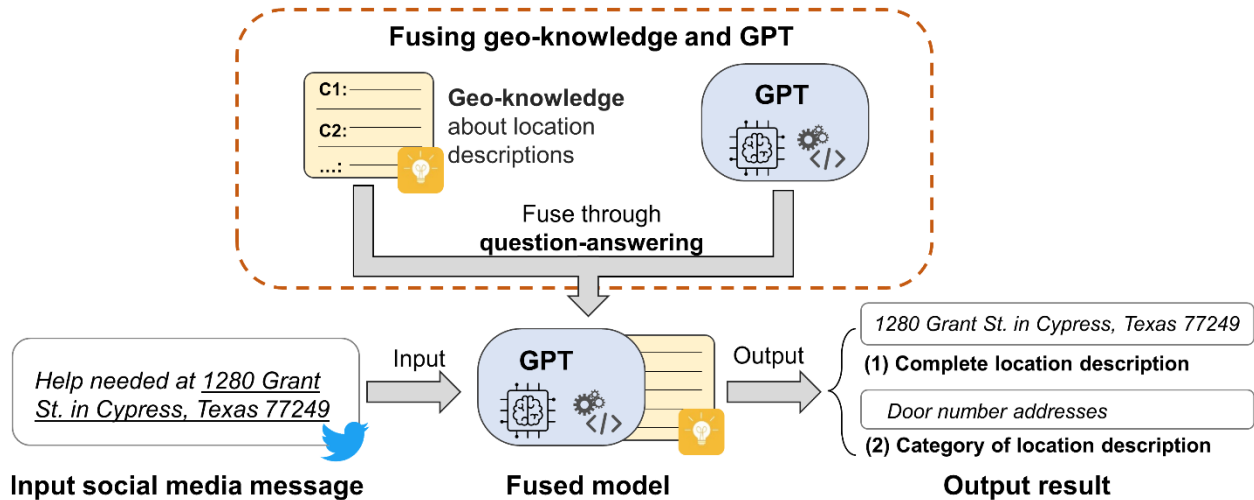 Fusing geo-knowledge and GPT
C1:
C2:
...:
Geo-knowledge
about location
descriptions
GPT
</>
Fuse through
question-answering
Help needed at 1280 Grant
St. in Cypress, Texas 77249
Input
GPT
</>
Output
1280 Grant St. in Cypress, Texas 77249
(1) Complete location description
Door number addresses
(2) Category of location description
Input social media message
Fused model
Output result